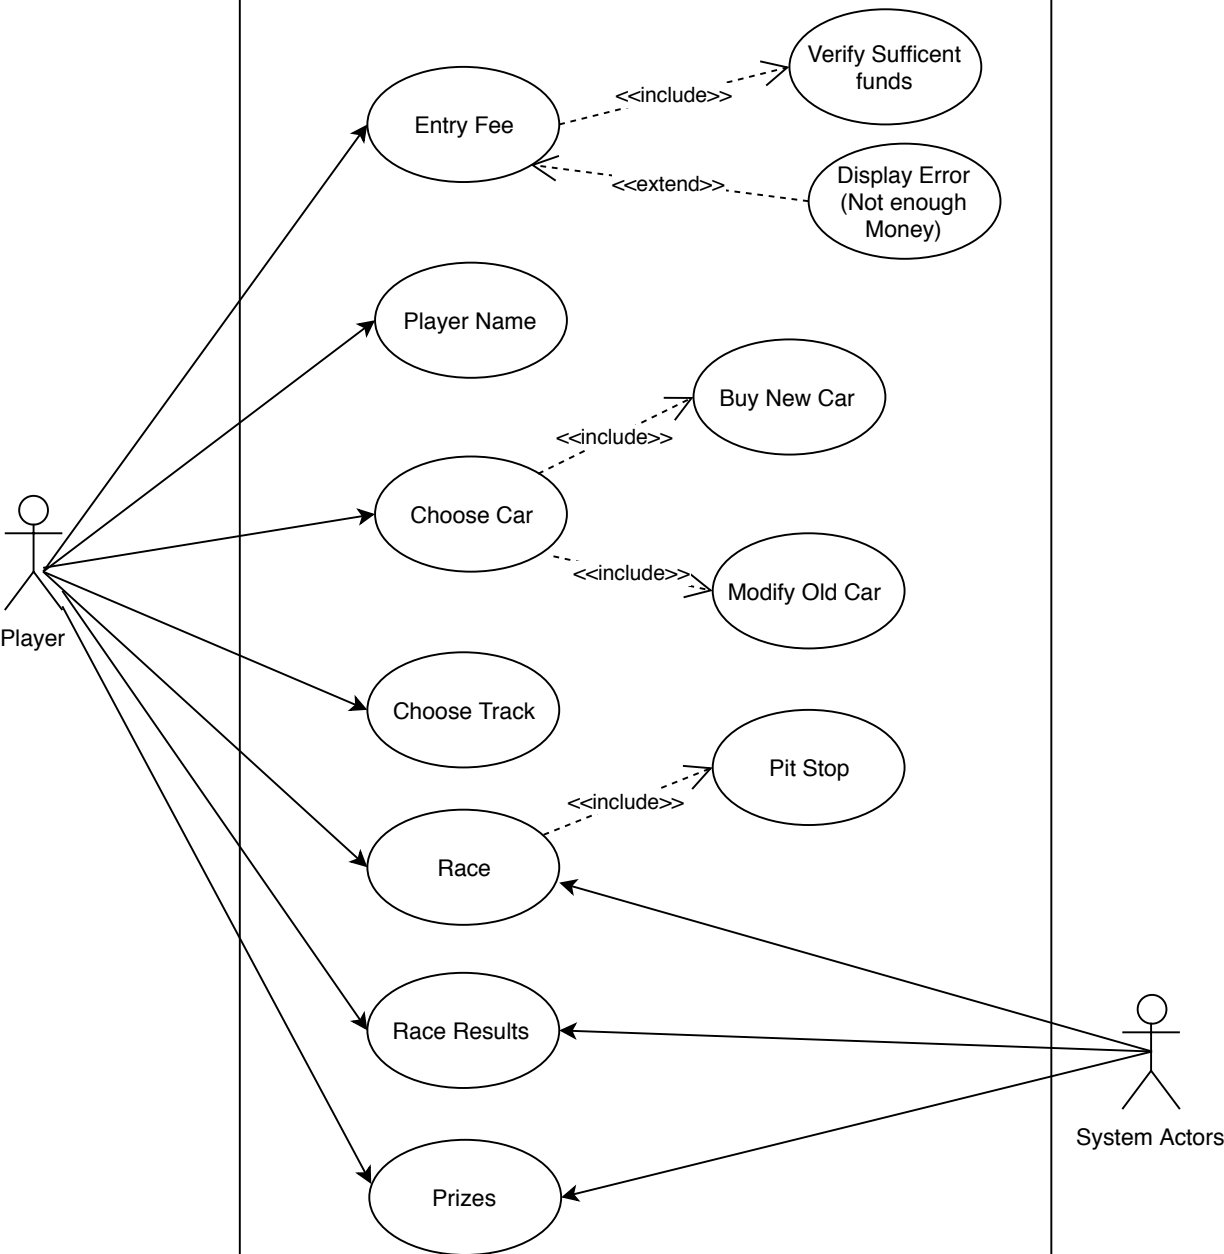 Verify Sufficent
funds
<<include>>
Entry Fee
Display Error
(Not enough
Money)
<<extend>>
Player Name
Buy New Car
<<include>>
Choose Car
<<include>>
Modify Old Car
Player
Choose Track
Pit Stop
<<include>>
Race
Race Results
System Actors
Prizes